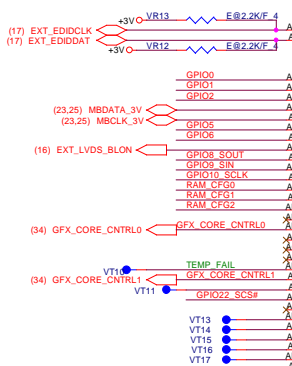 +3V VR13 E@2.2K/F_4
(17) EXT_EDIDCLK
(17) EXT_EDIDDAT
+3V VR12 E@2.2K/F_4
GPIO0
GPIO1
GPIO2
(23,25) MBDATA_3V
(23,25) MBCLK_3V
GPIO5
GPIO6
(16) EXT_LVDS_BLON
GPIO8_SOUT
GPIO9_SIN
GPIO10_SCLK
RAM_CFG0
RAM_CFG1
RAM_CFG2
(34) GFX_CORE_CNTRL0 GFX_CORE_CNTRL0
VT10 TEMP_FAIL
(34) GFX_CORE_CNTRL1 GFX_CORE_CNTRL1
VT11
GPIO22_SCS#
VT13
VT14
VT15
VT16
VT17